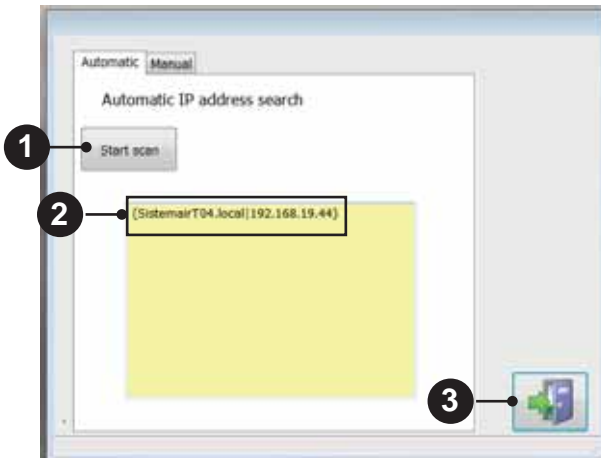 Automatic Manual
Automatic IP address search
1
Start scan
2
(SistemairT04.local|192.168.19.44)
3